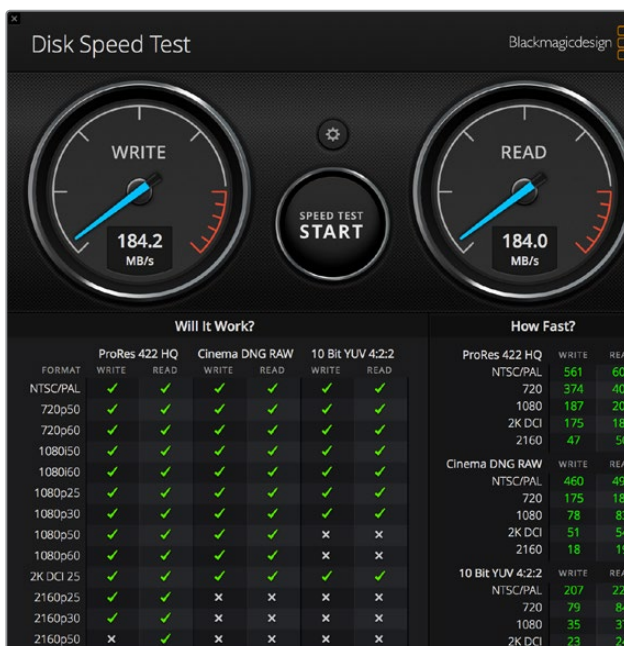 Disk Speed Test
Blackmagicdesign
WRITE
184.2
MB/s
SPEED TEST
START
READ
184.0
MB/s
Will It Work?
ProRes 422 HQ Cinema DNG RAW 10 Bit YUV 4:2:2
FORMAT WRITE READ WRITE READ WRITE READ
NTSC/PAL ✓ ✓ ✓ ✓ ✓ ✓
720p50 ✓ ✓ ✓ ✓ ✓ ✓
720p60 ✓ ✓ ✓ ✓ ✓ ✓
1080i50 ✓ ✓ ✓ ✓ ✓ ✓
1080i60 ✓ ✓ ✓ ✓ ✓ ✓
1080p25 ✓ ✓ ✓ ✓ ✓ ✓
1080p30 ✓ ✓ ✓ ✓ ✓ ✓
1080p50 ✓ ✓ ✓ ✓ × ×
1080p60 ✓ ✓ ✓ ✓ × ×
2K DCI 25 ✓ ✓ ✓ ✓ ✓ ✓
2160p25 ✓ ✓ × × × ×
2160p30 ✓ ✓ × × × ×
2160p50 × ✓ × × × ×
How Fast?
ProRes 422 HQ WRITE
NTSC/PAL 561
720 374
1080 187
2K DCI 175
2160 47
Cinema DNG RAW WRITE
NTSC/PAL 460
720 175
1080 78
2K DCI 51
2160 18
10 Bit YUV 4:2:2 WRITE
NTSC/PAL 207
720 79
1080 35
2K DCI 23